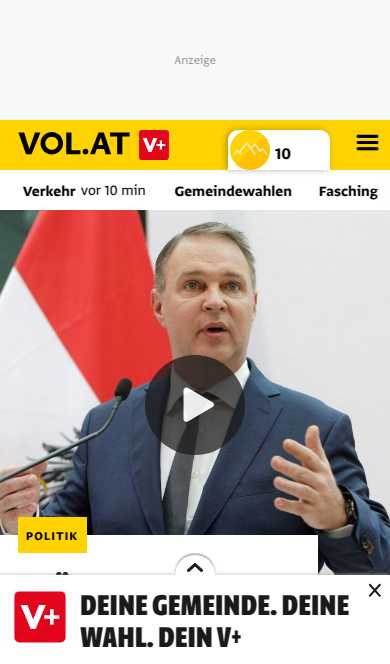 Anzeige
VOL.AT V+
10
Verkehr vor 10 min Gemeindewahlen Fasching
POLITIK
V+ DEINE GEMEINDE. DEINE
WAHL. DEIN V+